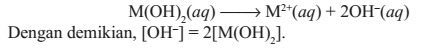 M(OH)₂(aq) ⟶ M²⁺(aq) + 2OH⁻(aq)
Dengan demikian, [OH⁻] = 2[M(OH)₂].